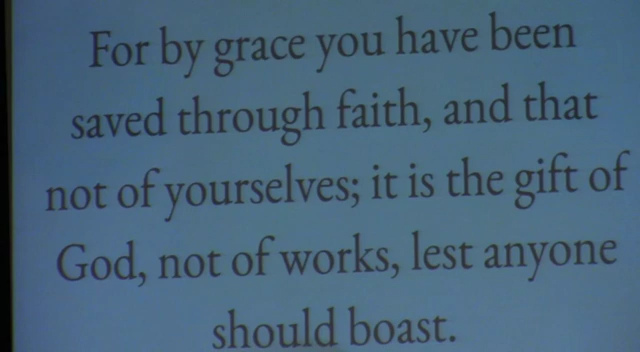 For by grace you have been
saved through faith, and that
not of yourselves; it is the gift of
God, not of works, lest anyone
should boast.